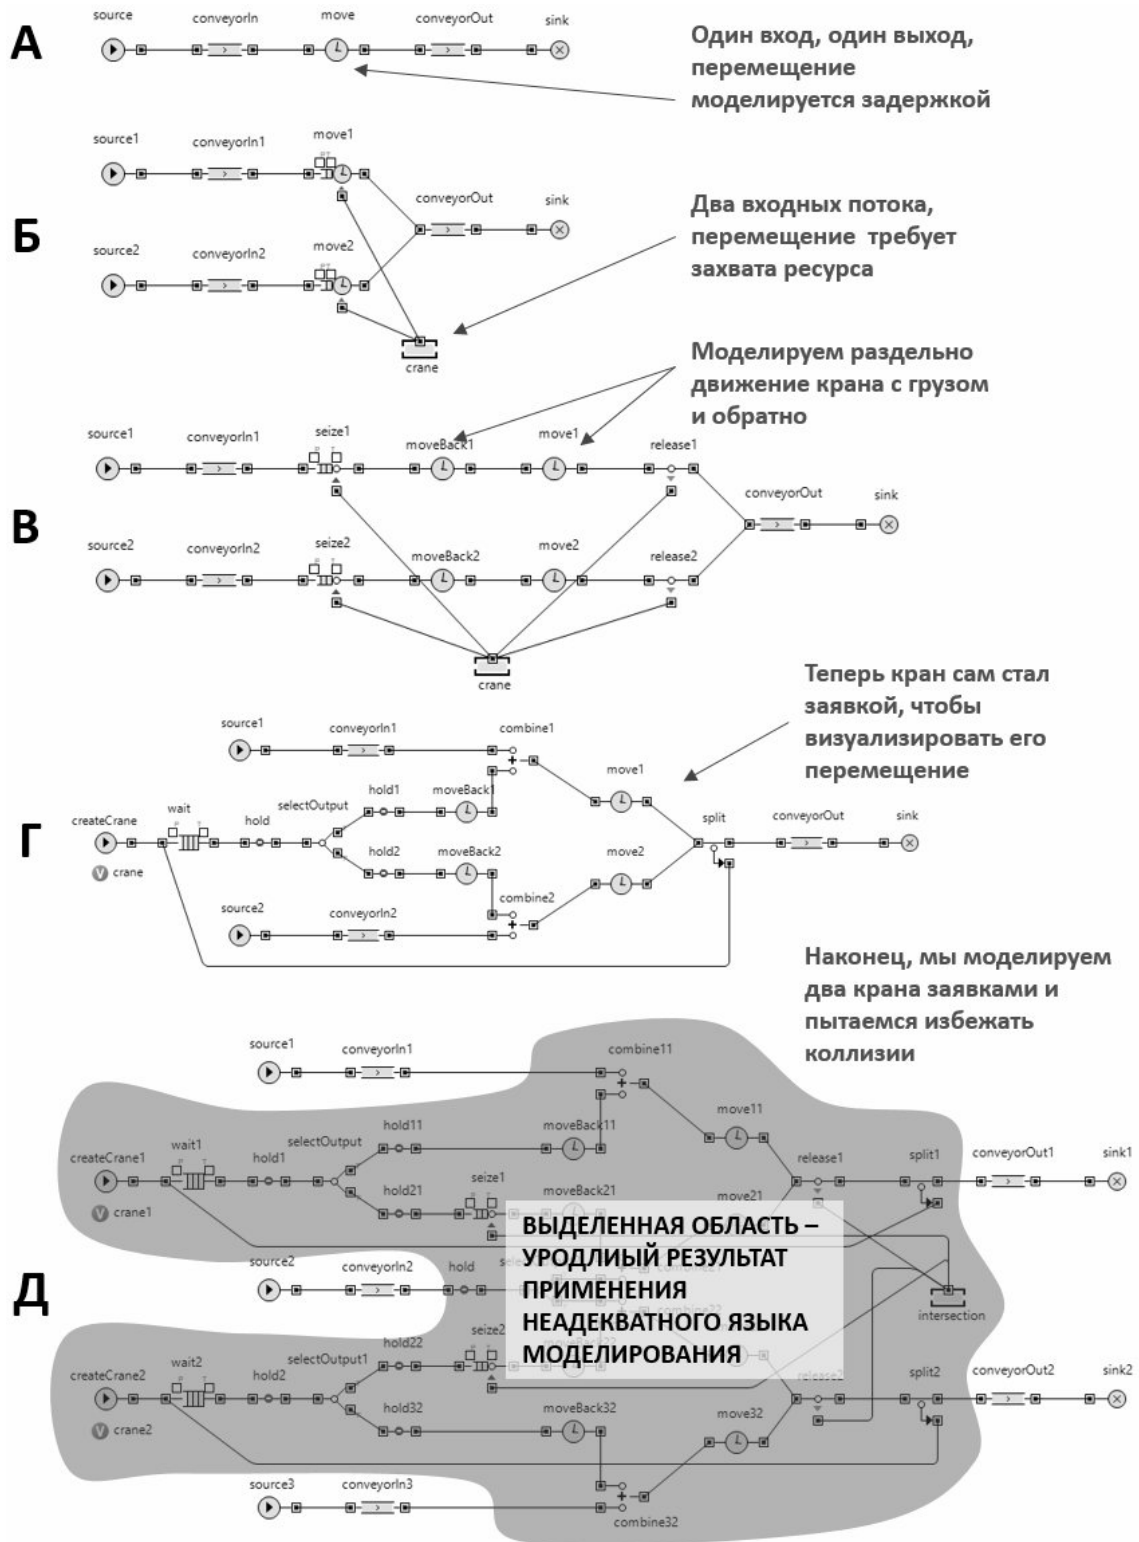 source
conveyorIn
move
conveyorOut
sink
А
Один вход, один выход,
перемещение
моделируется задержкой
source1
conveyorIn1
move1
conveyorOut
sink
Б
source2
conveyorIn2
move2
crane
Два входных потока,
перемещение требует
захвата ресурса
Моделируем раздельно
движение крана с грузом
и обратно
source1
conveyorIn1
seize1
moveBack1
move1
release1
conveyorOut
sink
В
source2
conveyorIn2
seize2
moveBack2
move2
release2
crane
Теперь кран сам стал
заявкой, чтобы
визуализировать его
перемещение
source1
conveyorIn1
combine1
hold1
moveBack1
move1
createCrane
wait
hold
selectOutput
split
conveyorOut
sink
Г
crane
hold2
moveBack2
move2
combine2
source2
conveyorIn2
Наконец, мы моделируем
два крана заявками и
пытаемся избежать
коллизии
source1
conveyorIn1
combine11
move11
hold11
moveBack11
createCrane1
wait1
hold1
selectOutput
release1
split1
conveyorOut1
sink1
crane1
hold21
seize1
moveBack21
move21
ВЫДЕЛЕННАЯ ОБЛАСТЬ –
УРОДЛИЫЙ РЕЗУЛЬТАТ
ПРИМЕНЕНИЯ
НЕАДЕКВАТНОГО ЯЗЫКА
МОДЕЛИРОВАНИЯ
Д
source2
conveyorIn2
hold
intersection
hold22
seize2
createCrane2
wait2
hold2
selectOutput1
split2
conveyorOut2
sink2
crane2
hold32
moveBack32
move32
source3
conveyorIn3
combine32